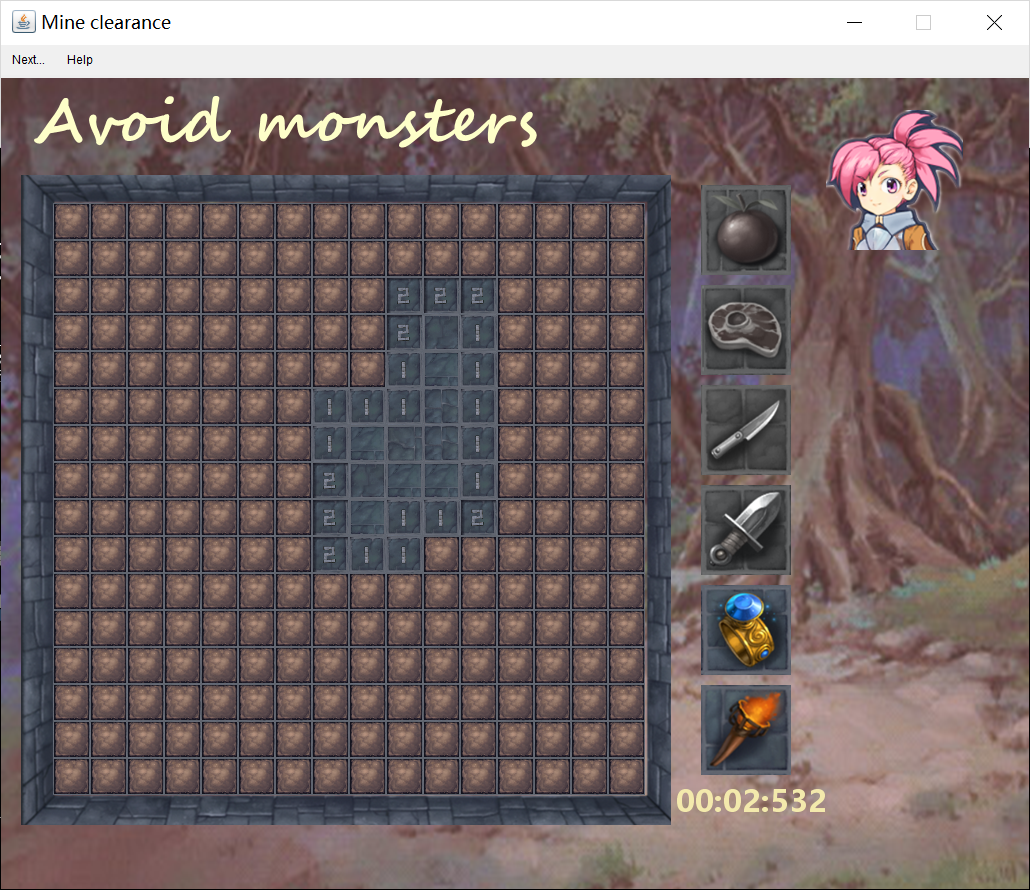 Mine clearance
Next... Help
Avoid monsters
2 2 2
2 1
1 1
1 1 1 1
1 1
2 1
2 1 1 2
2 1 1
00:02:532